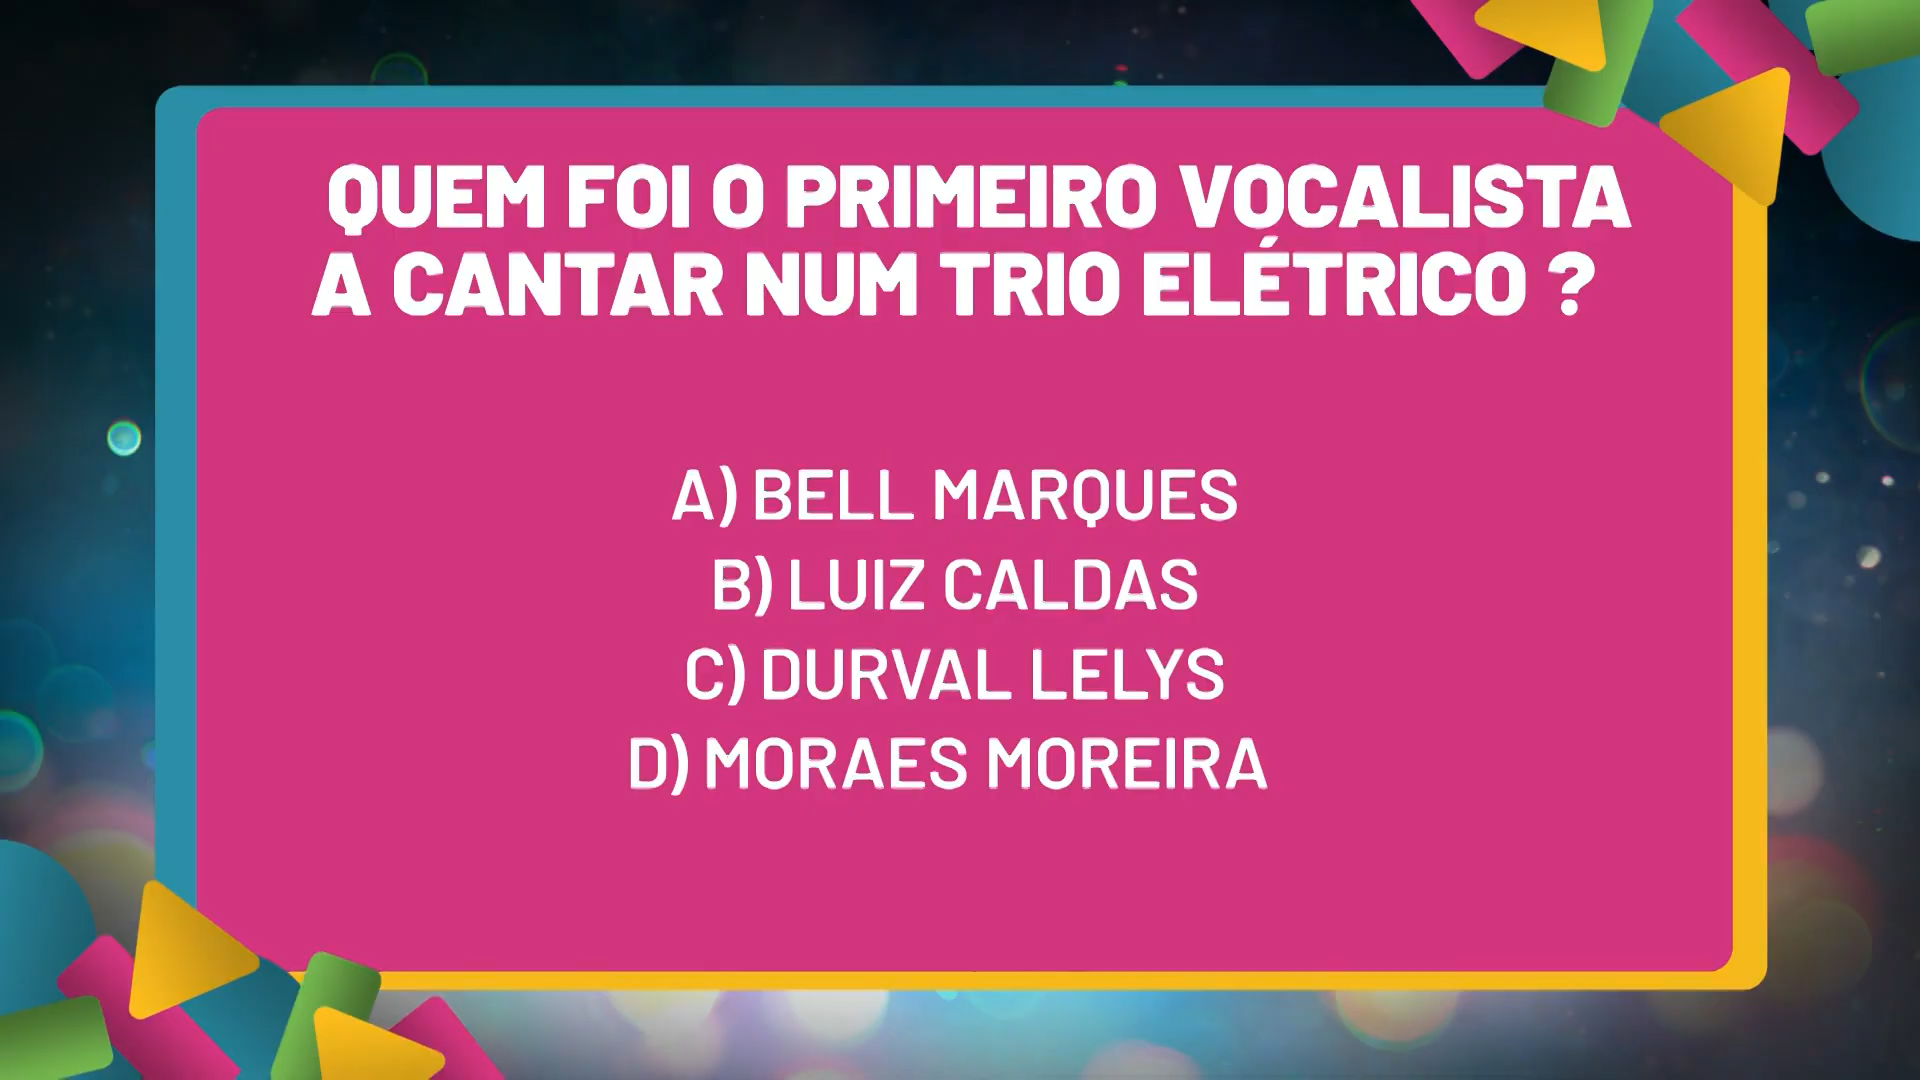 QUEM FOI O PRIMEIRO VOCALISTA
A CANTAR NUM TRIO ELÉTRICO ?
A) BELL MARQUES
B) LUIZ CALDAS
C) DURVAL LELYS
D) MORAES MOREIRA